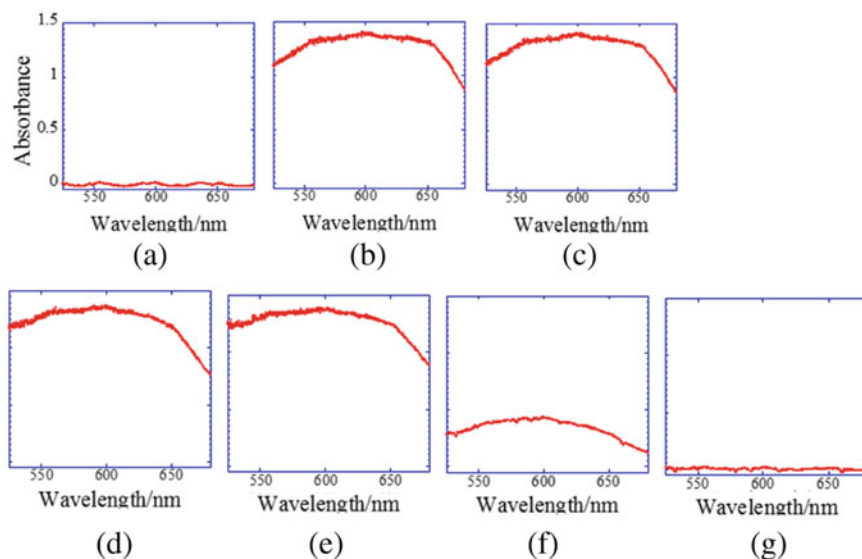 1.5
1
0.5
0
Absorbance
550 600 650
Wavelength/nm
(a)
550 600 650
Wavelength/nm
(b)
550 600 650
Wavelength/nm
(c)
550 600 650
Wavelength/nm
(d)
550 600 650
Wavelength/nm
(e)
550 600 650
Wavelength/nm
(f)
550 600 650
Wavelength/nm
(g)